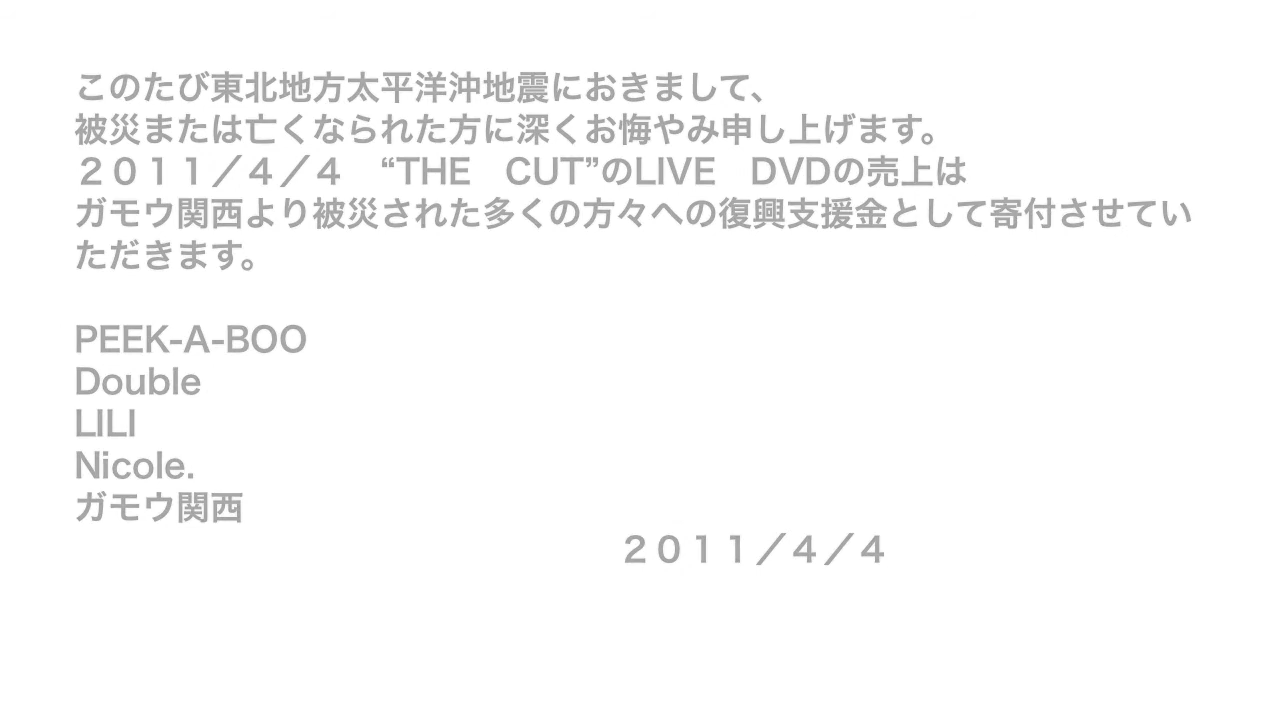 このたび東北地方太平洋沖地震におきまして、
被災または亡くなられた方に深くお悔やみ申し上げます。
２０１１／４／４　“THE　CUT”のLIVE　DVDの売上は
ガモウ関西より被災された多くの方々への復興支援金として寄付させてい
ただきます。
PEEK-A-BOO
Double
LILI
Nicole.
ガモウ関西
２０１１／４／４